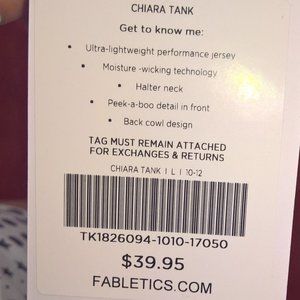 CHIARA TANK
Get to know me:
• Ultra-lightweight performance jersey
• Moisture -wicking technology
• Halter neck
• Peek-a-boo detail in front
• Back cowl design
TAG MUST REMAIN ATTACHED
FOR EXCHANGES & RETURNS
CHIARA TANK | L | 10-12
TK1826094-1010-17050
$39.95
FABLETICS.COM